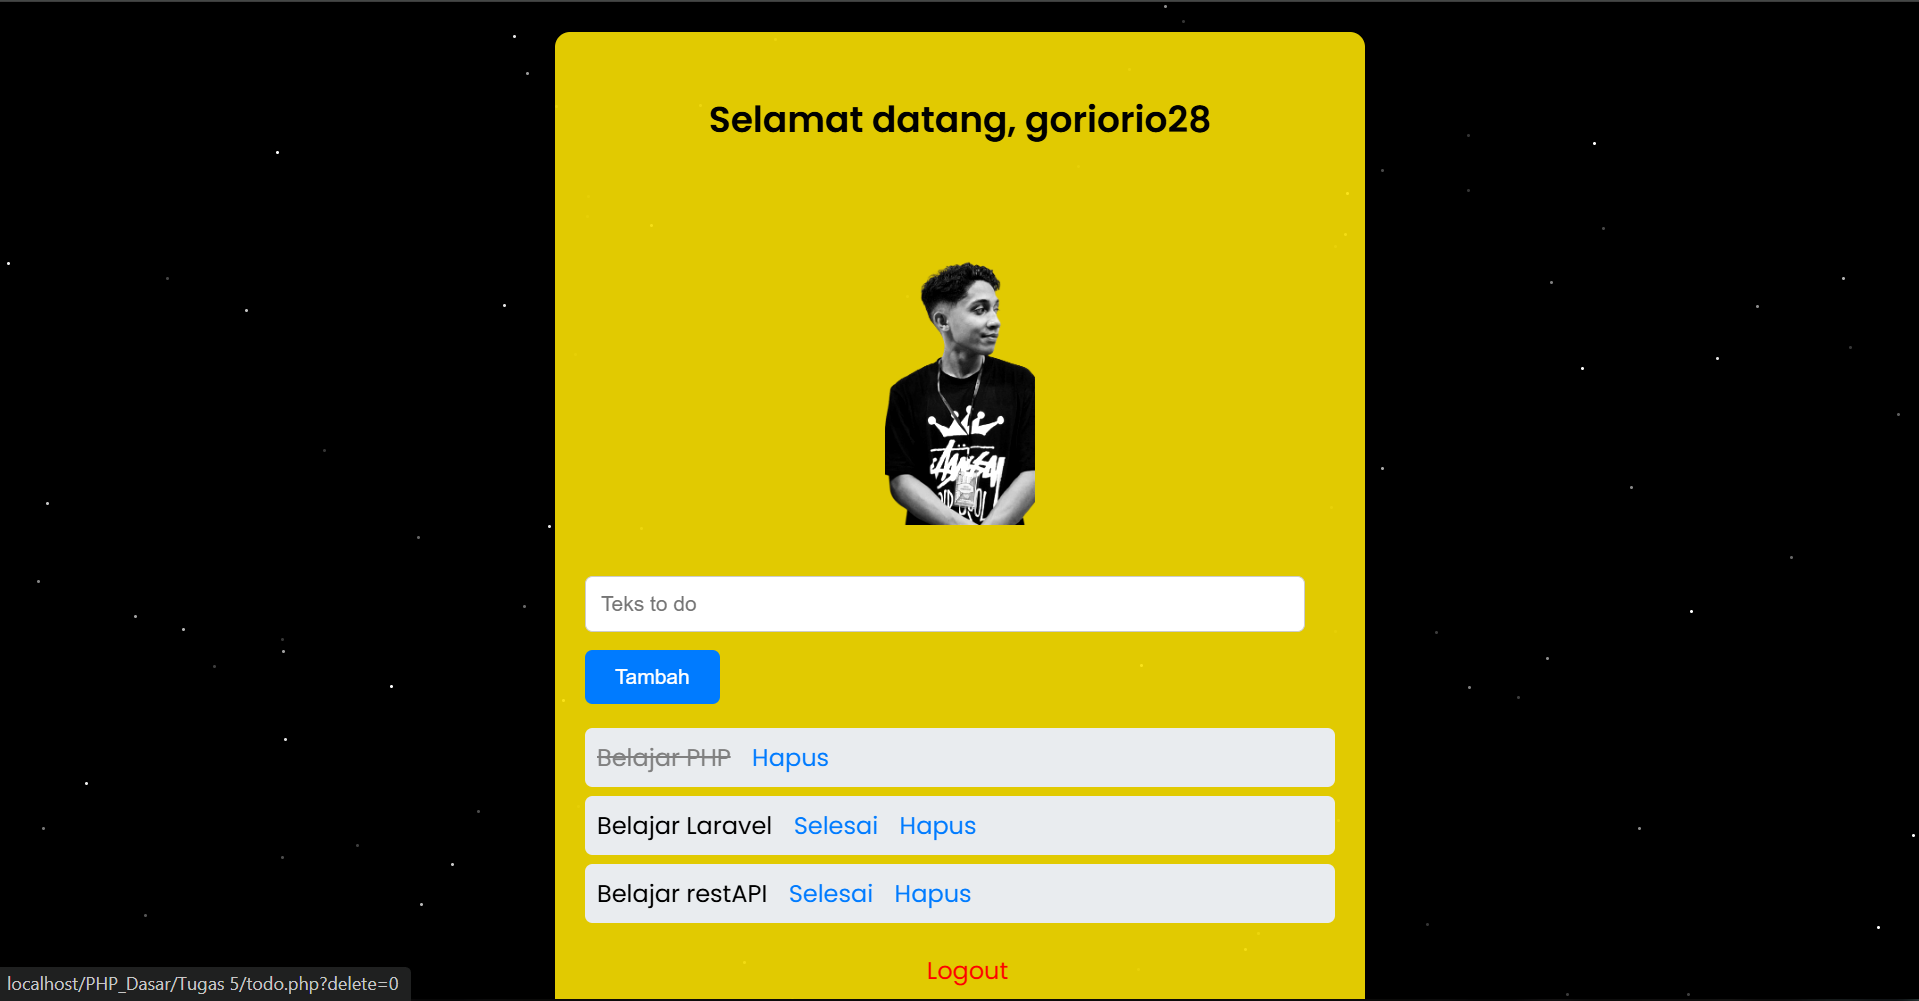 Selamat datang, goriorio28
Teks to do
Tambah
Belajar PHP Hapus
Belajar Laravel Selesai Hapus
Belajar restAPI Selesai Hapus
Logout
localhost/PHP_Dasar/Tugas 5/todo.php?delete=0